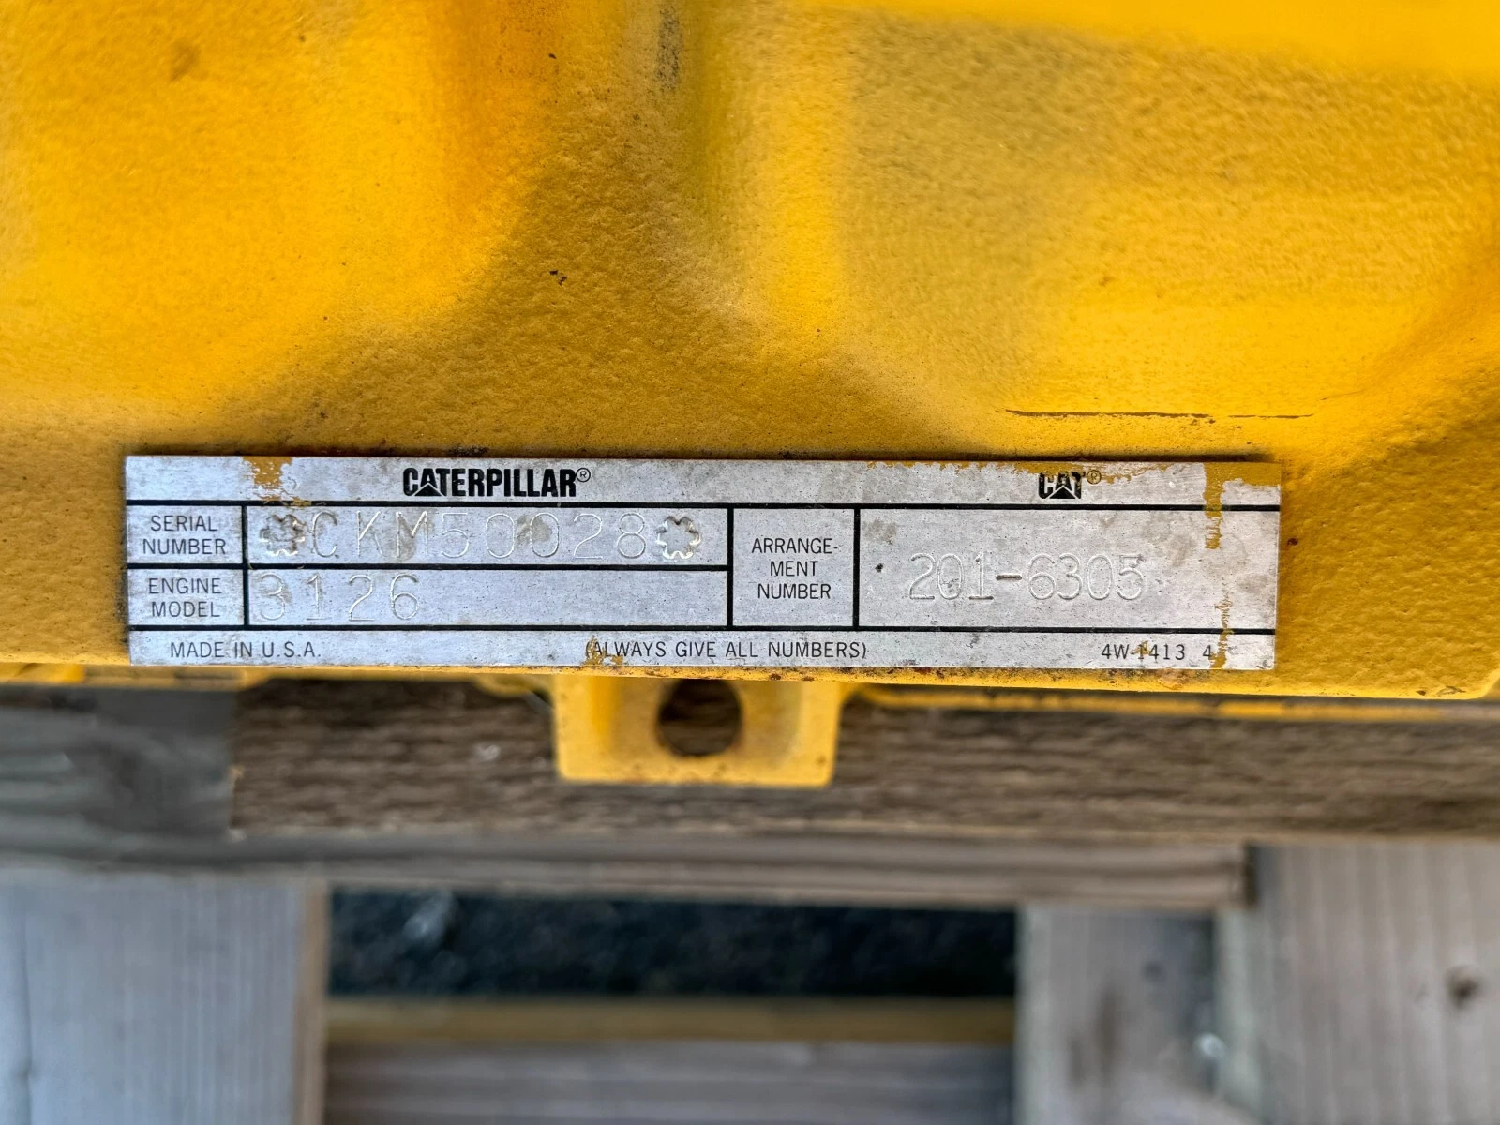 CATERPILLAR® CAT®
SERIAL NUMBER CKM50028
ENGINE MODEL 3126
ARRANGE-
MENT
NUMBER
201-6305
MADE IN U.S.A. (ALWAYS GIVE ALL NUMBERS) 4W-1413 4